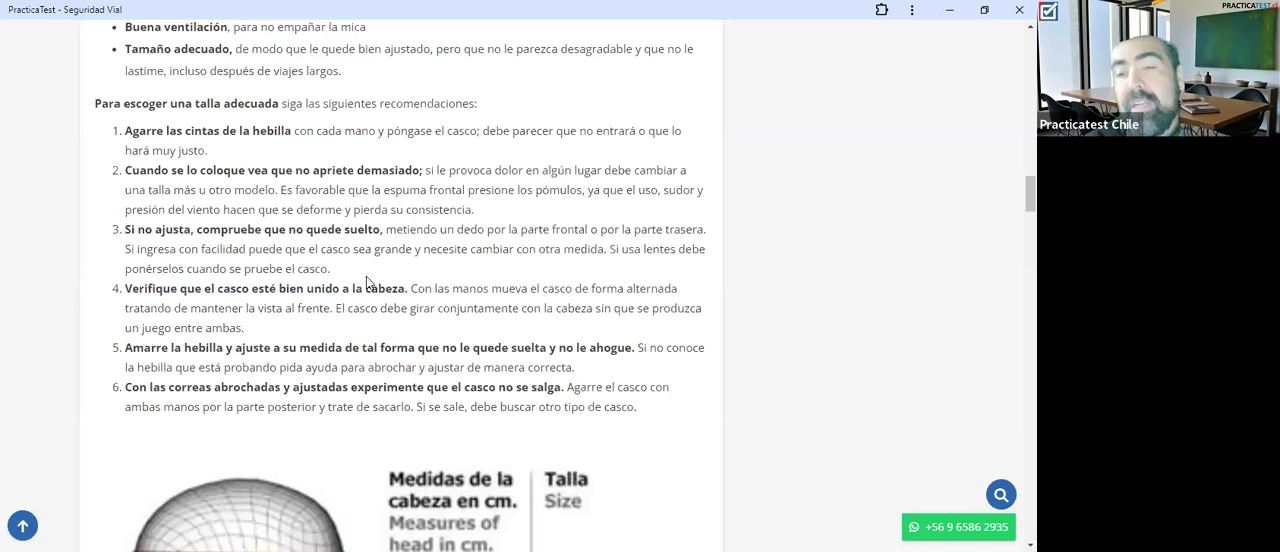 PracticaTest - Seguridad Vial
PRACTICATEST
Buena ventilación, para no empañar la mica
Tamaño adecuado, de modo que le quede bien ajustado, pero que no le parezca desagradable y que no le
lastime, incluso después de viajes largos.
Para escoger una talla adecuada siga las siguientes recomendaciones:
1. Agarre las cintas de la hebilla con cada mano y póngase el casco; debe parecer que no entrará o que lo
hará muy justo.
2. Cuando se lo coloque vea que no apriete demasiado; si le provoca dolor en algún lugar debe cambiar a
una talla más u otro modelo. Es favorable que la espuma frontal presione los pómulos, ya que el uso, sudor y
presión del viento hacen que se deforme y pierda su consistencia.
3. Si no ajusta, compruebe que no quede suelto, metiendo un dedo por la parte frontal o por la parte trasera.
Si ingresa con facilidad puede que el casco sea grande y necesite cambiar con otra medida. Si usa lentes debe
ponérselos cuando se pruebe el casco.
4. Verifique que el casco esté bien unido a la cabeza. Con las manos mueva el casco de forma alternada
tratando de mantener la vista al frente. El casco debe girar conjuntamente con la cabeza sin que se produzca
un juego entre ambas.
5. Amarre la hebilla y ajuste a su medida de tal forma que no le quede suelta y no le ahogue. Si no conoce
la hebilla que está probando pida ayuda para abrochar y ajustar de manera correcta.
6. Con las correas abrochadas y ajustadas experimente que el casco no se salga. Agarre el casco con
ambas manos por la parte posterior y trate de sacarlo. Si se sale, debe buscar otro tipo de casco.
Medidas de la
cabeza en cm.
Measures of
head in cm.
Talla
Size
+56 9 6586 2935
Practicatest Chile